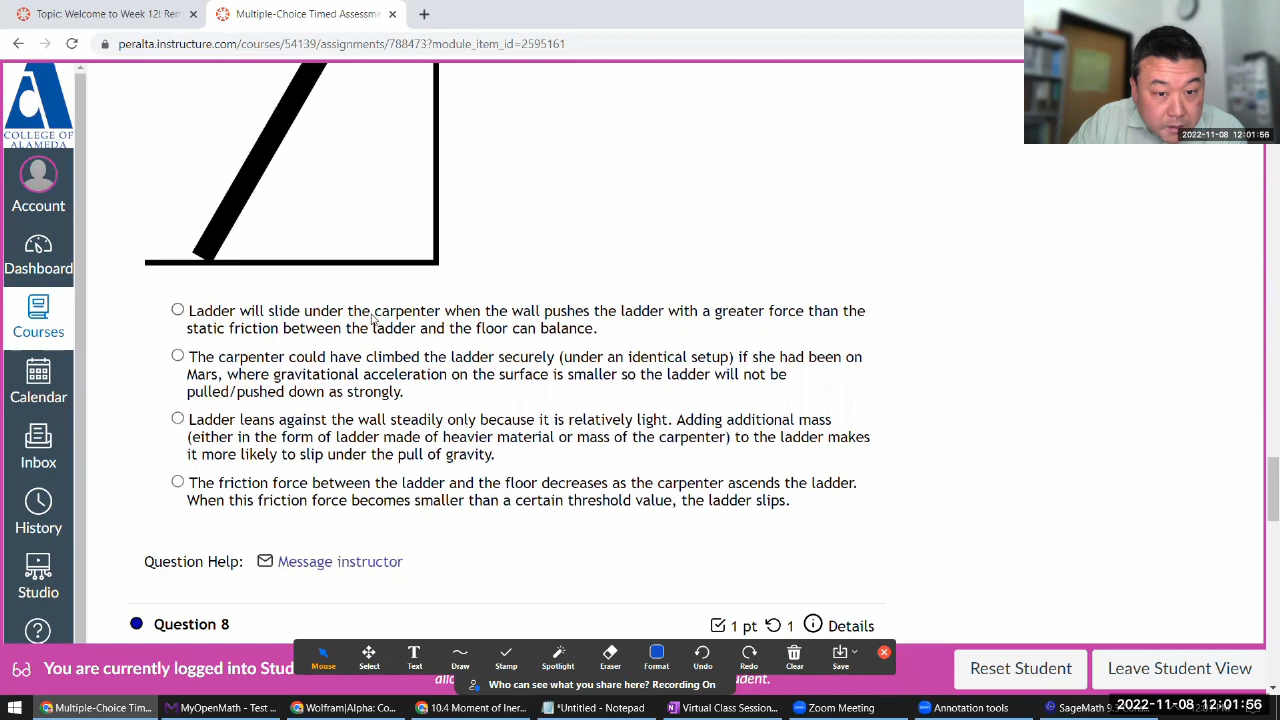 Topic: Welcome to Week 12! Rem
Multiple-Choice Timed Assessme
peralta.instructure.com/courses/54139/assignments/788473?module_item_id=2595161
2022-11-08 12:01:56
COLLEGE OF
ALAMEDA
Account
Dashboard
Courses
Calendar
Inbox
History
Studio
Ladder will slide under the carpenter when the wall pushes the ladder with a greater force than the
static friction between the ladder and the floor can balance.
The carpenter could have climbed the ladder securely (under an identical setup) if she had been on
Mars, where gravitational acceleration on the surface is smaller so the ladder will not be
pulled/pushed down as strongly.
Ladder leans against the wall steadily only because it is relatively light. Adding additional mass
(either in the form of ladder made of heavier material or mass of the carpenter) to the ladder makes
it more likely to slip under the pull of gravity.
The friction force between the ladder and the floor decreases as the carpenter ascends the ladder.
When this friction force becomes smaller than a certain threshold value, the ladder slips.
Question Help: Message instructor
Question 8
1 pt 1 Details
Mouse Select Text Draw Stamp Spotlight Eraser Format Undo Redo Clear Save
You are currently logged into Stud
Who can see what you share here? Recording On
Reset Student
Leave Student View
Multiple-Choice Tim...
MyOpenMath - Test ...
Wolfram|Alpha: Co...
10.4 Moment of Iner...
*Untitled - Notepad
Virtual Class Session...
Zoom Meeting
Annotation tools
2022-11-08 12:01:56